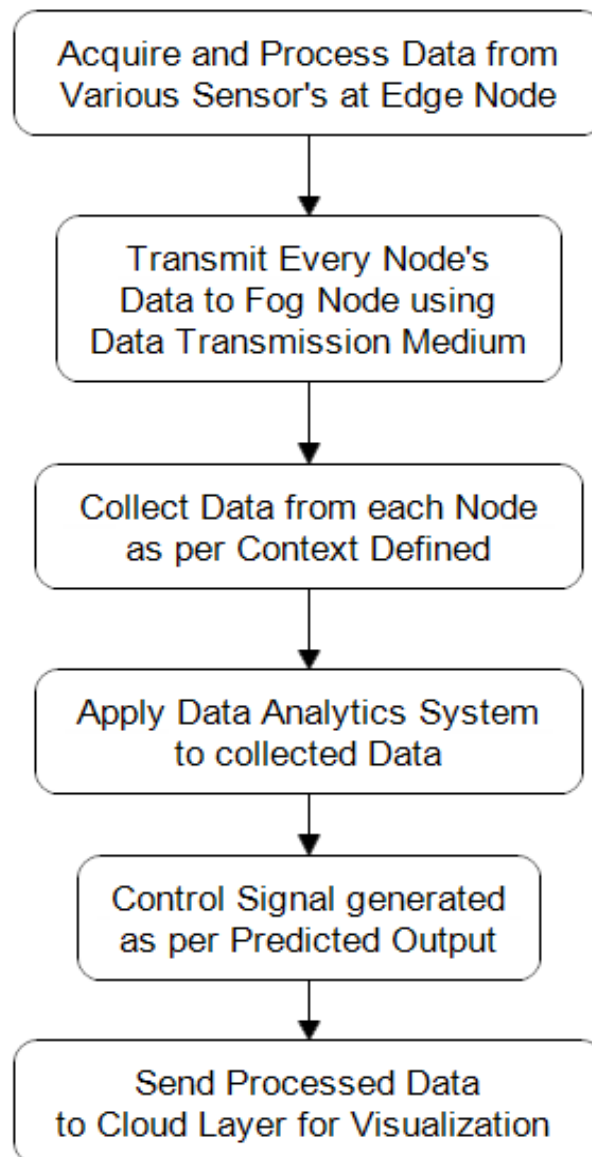 Acquire and Process Data from
Various Sensor's at Edge Node
Transmit Every Node's
Data to Fog Node using
Data Transmission Medium
Collect Data from each Node
as per Context Defined
Apply Data Analytics System
to collected Data
Control Signal generated
as per Predicted Output
Send Processed Data
to Cloud Layer for Visualization